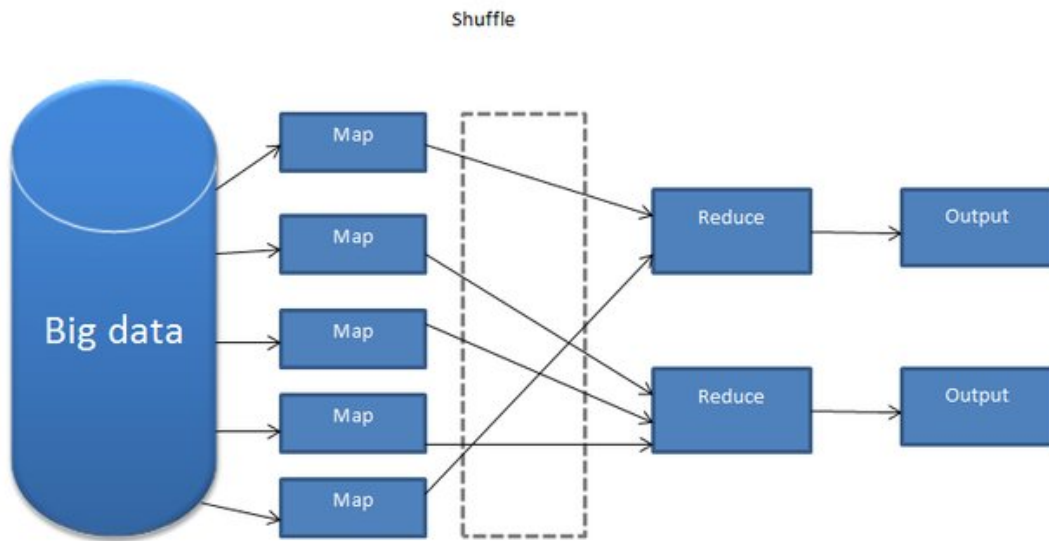 Shuffle
Big data
Map
Map
Map
Map
Map
Reduce
Reduce
Output
Output